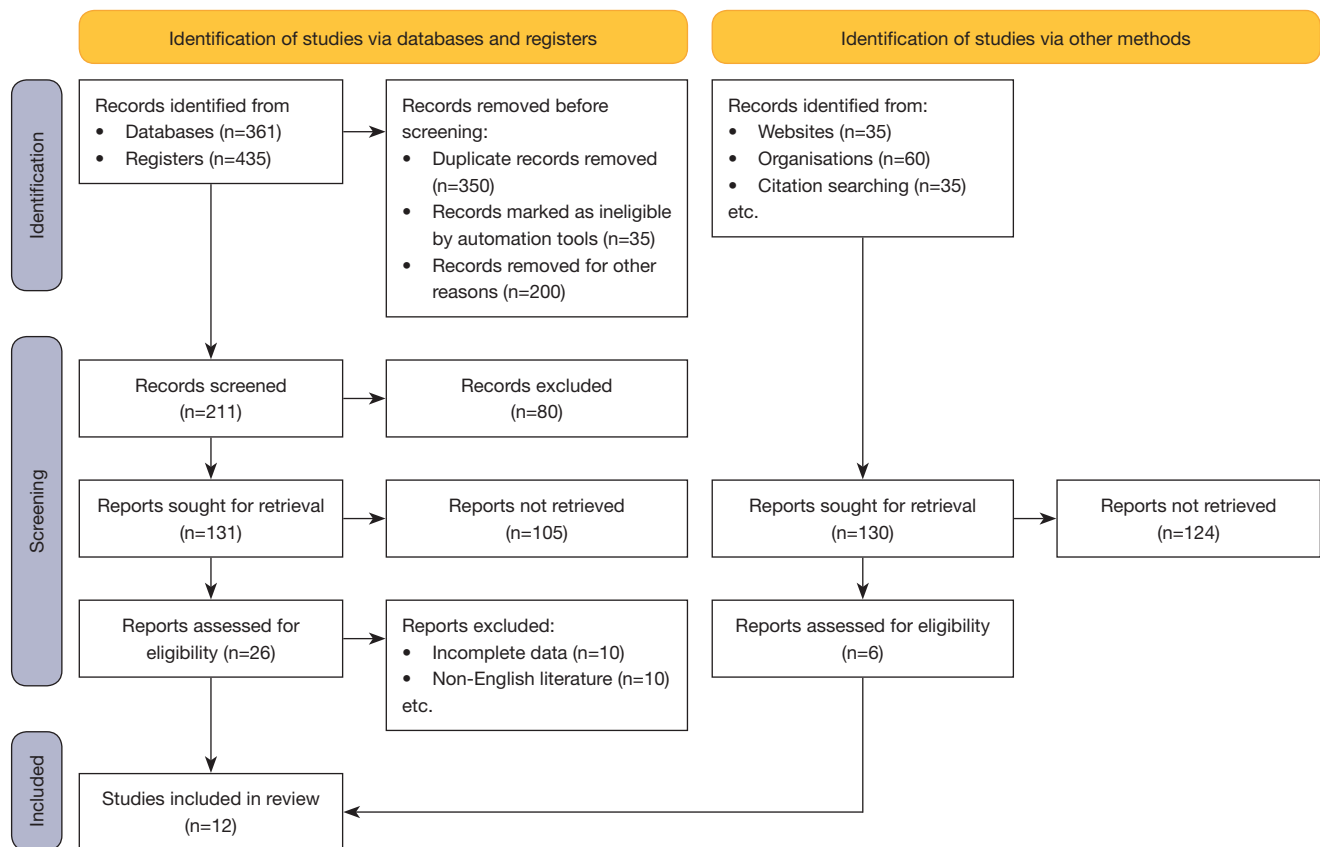 Identification of studies via databases and registers
Identification of studies via other methods
Identification
Records identified from
• Databases (n=361)
• Registers (n=435)
Records removed before
screening:
• Duplicate records removed
(n=350)
• Records marked as ineligible
by automation tools (n=35)
• Records removed for other
reasons (n=200)
Records identified from:
• Websites (n=35)
• Organisations (n=60)
• Citation searching (n=35)
etc.
Screening
Records screened
(n=211)
Records excluded
(n=80)
Reports sought for retrieval
(n=131)
Reports not retrieved
(n=105)
Reports sought for retrieval
(n=130)
Reports not retrieved
(n=124)
Reports assessed for
eligibility (n=26)
Reports excluded:
• Incomplete data (n=10)
• Non-English literature (n=10)
etc.
Reports assessed for eligibility
(n=6)
Included
Studies included in review
(n=12)